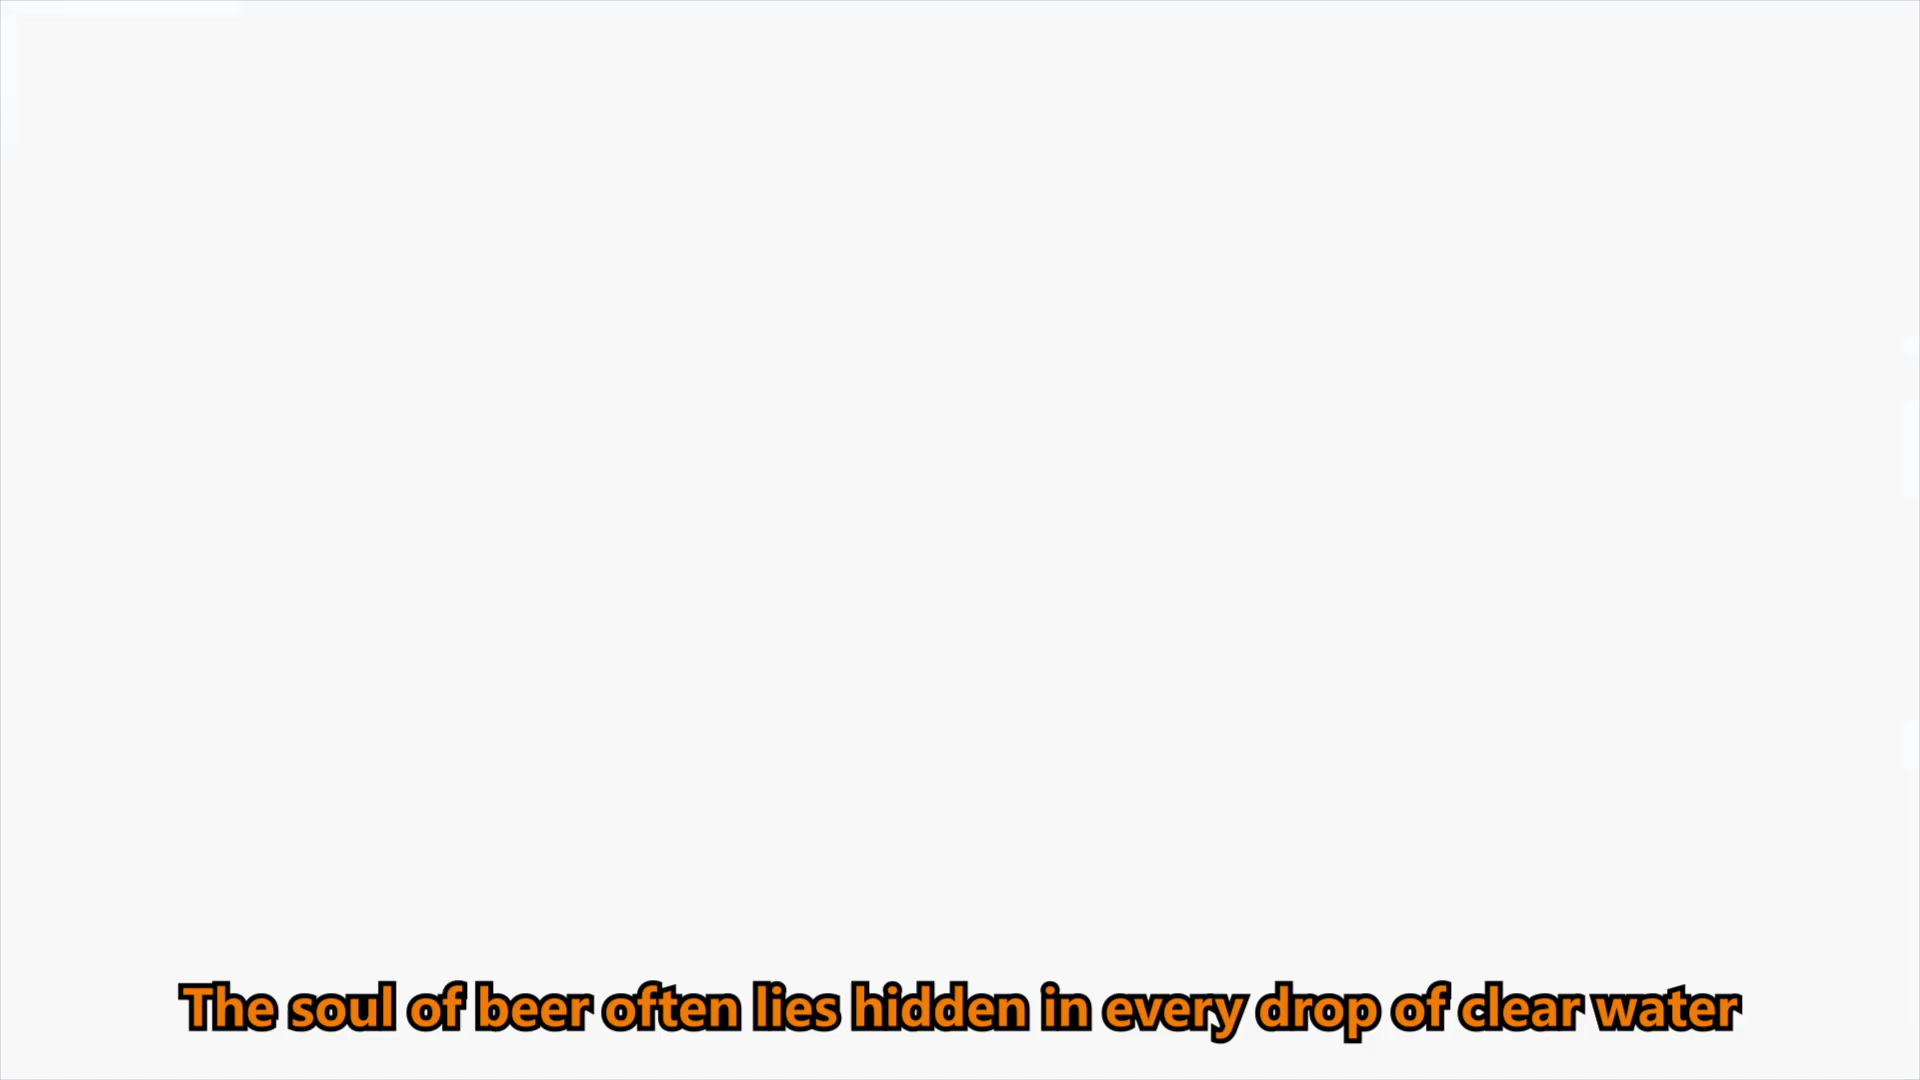 The soul of beer often lies hidden in every drop of clear water